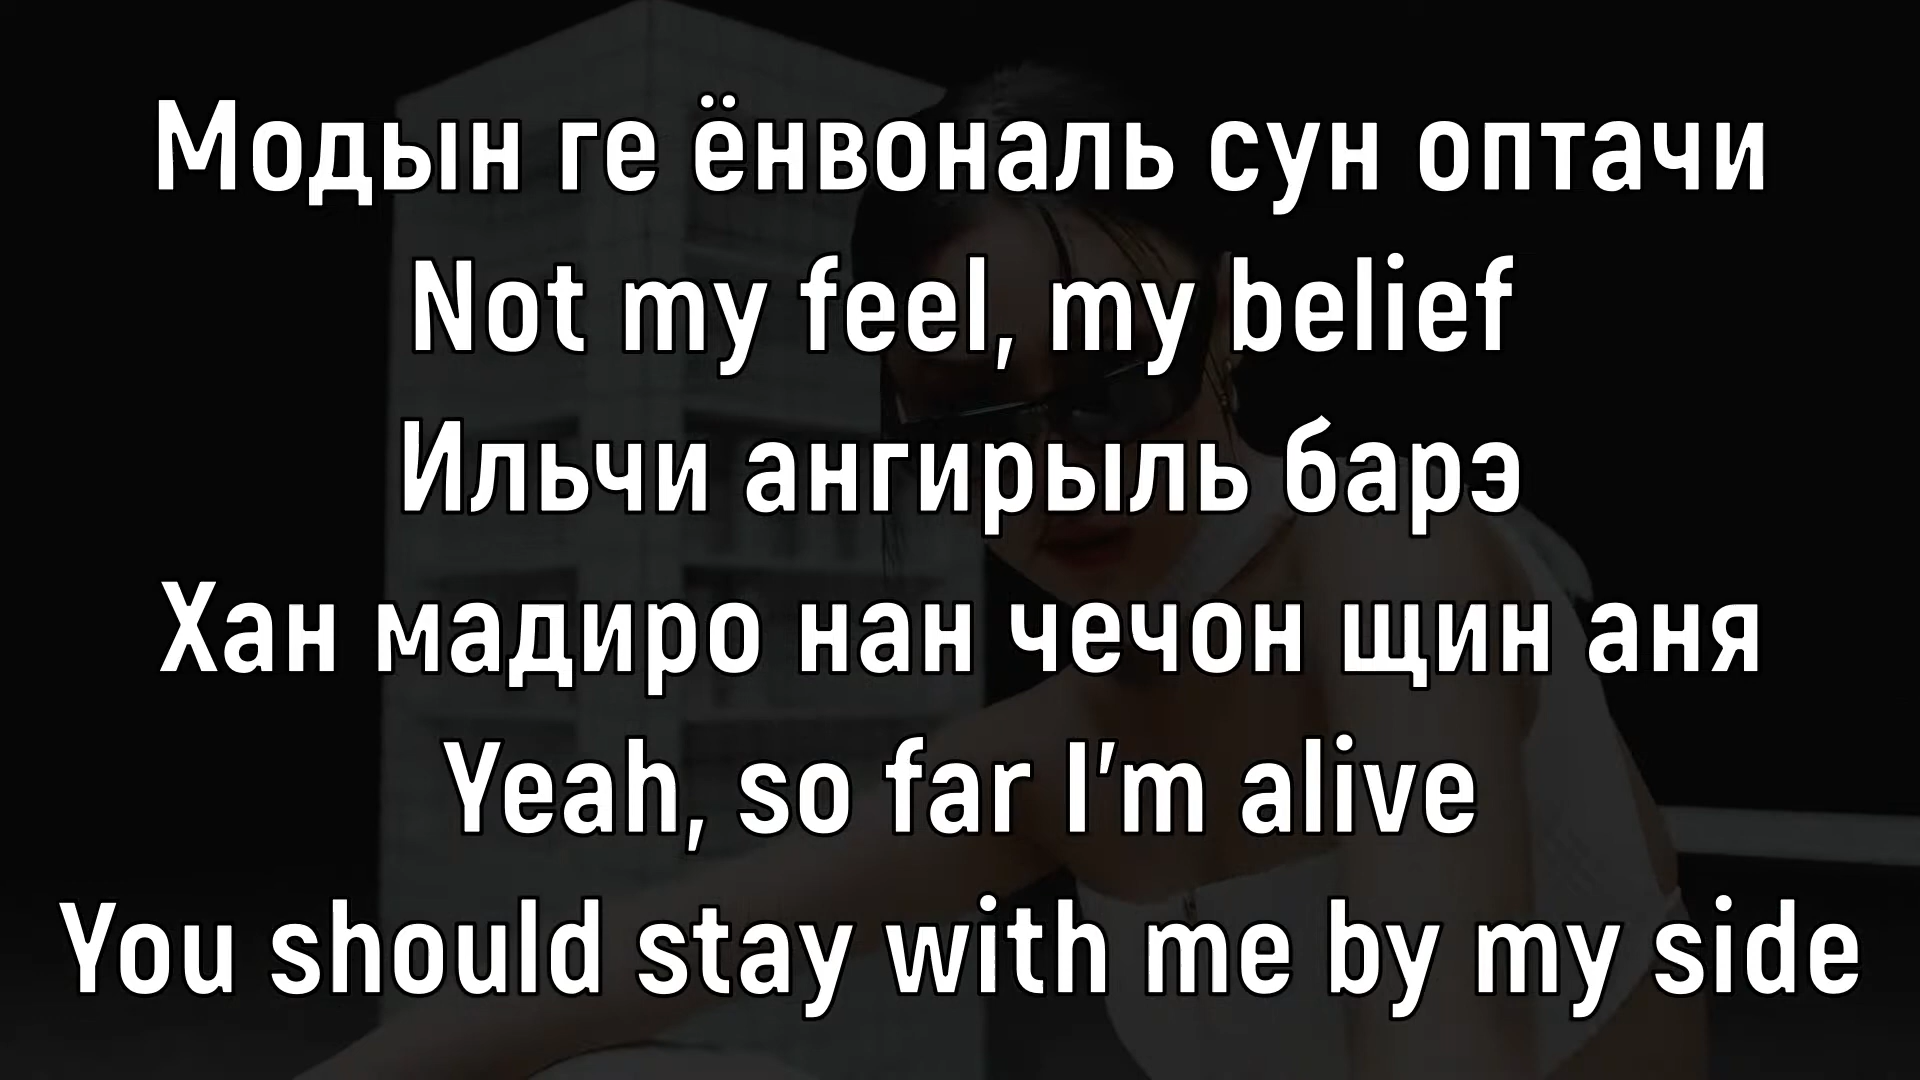 Модын ге ёнвональ сун оптачи
Not my feel, my belief
Ильчи ангирыль барэ
Хан мадиро нан чечон щин аня
Yeah, so far I'm alive
You should stay with me by my side